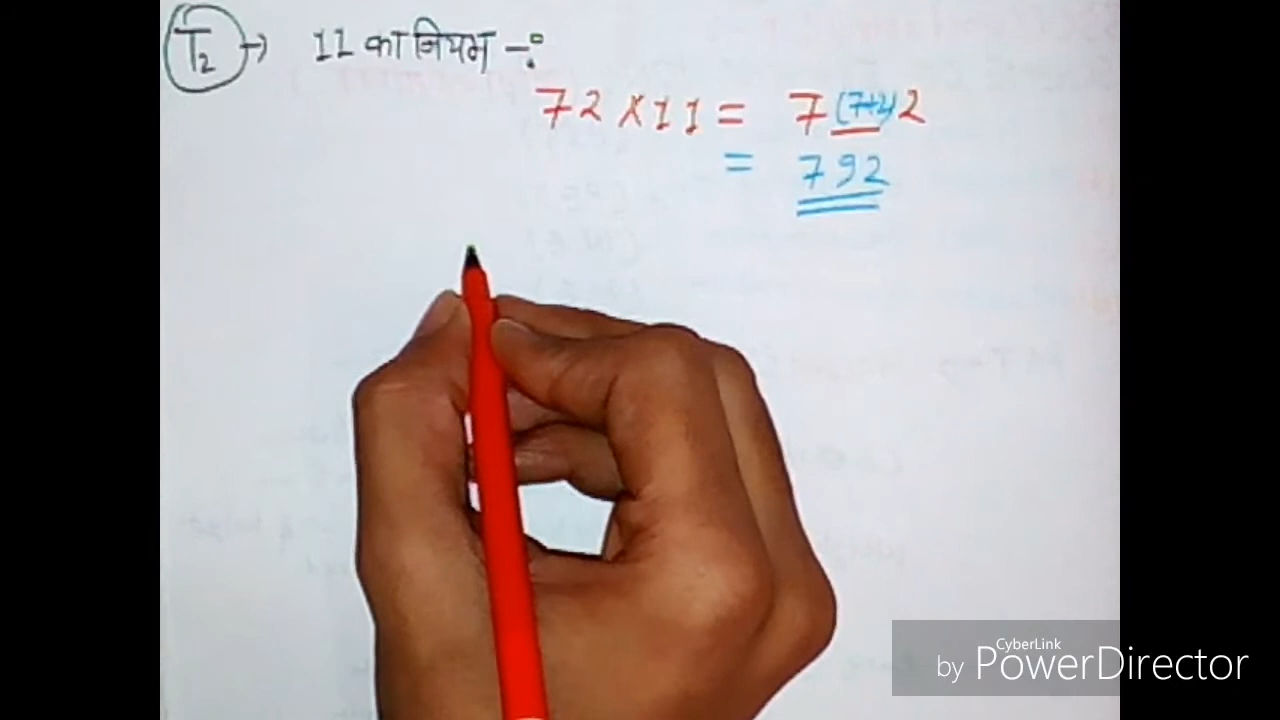 T2 → 11 का नियम -:
72 X 11 = 7 (7+2) 2
= 792
CyberLink
by PowerDirector